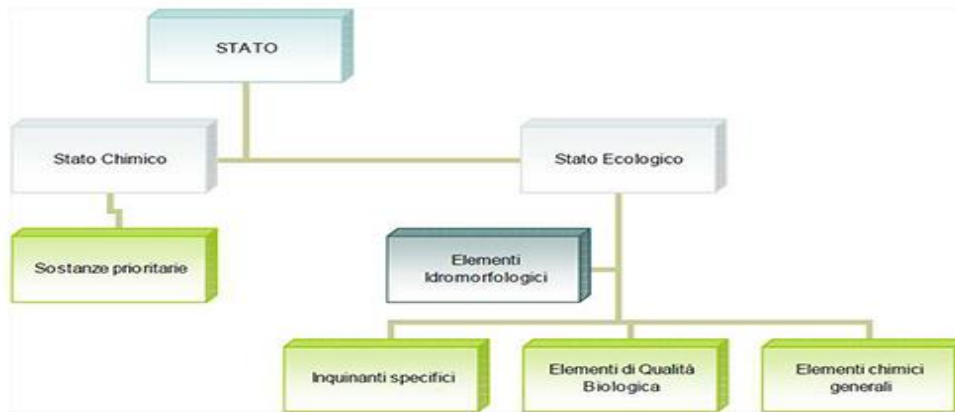 STATO
Stato Chimico
Stato Ecologico
Sostanze prioritarie
Elementi
Idromorfologici
Inquinanti specifici
Elementi di Qualità
Biologica
Elementi chimici
generali